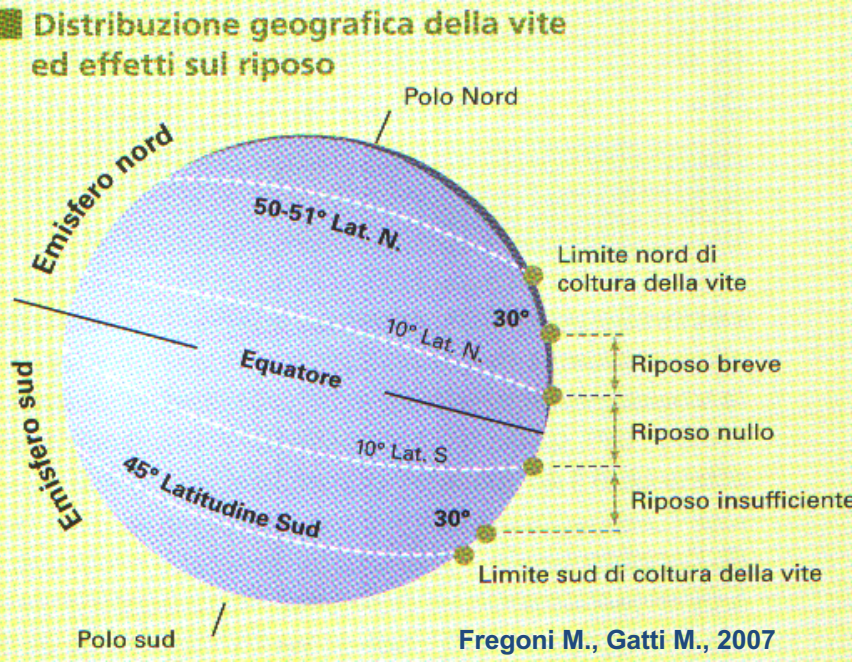 Distribuzione geografica della vite
ed effetti sul riposo
Polo Nord
Emisfero nord
50-51° Lat. N.
Limite nord di
coltura della vite
30°
10° Lat. N.
Riposo breve
Equatore
Riposo nullo
Emisfero sud
10° Lat. S
45° Latitudine Sud
30°
Riposo insufficiente
Limite sud di coltura della vite
Polo sud
Fregoni M., Gatti M., 2007